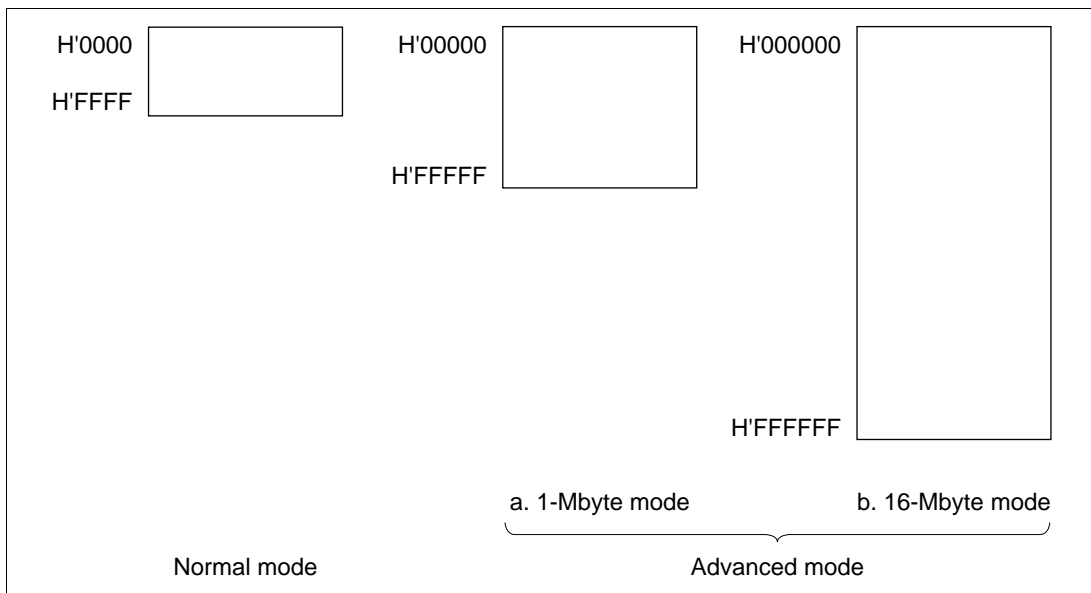 H'0000
H'FFFF
H'00000
H'FFFFF
H'000000
H'FFFFFF
a. 1-Mbyte mode
b. 16-Mbyte mode
Normal mode
Advanced mode